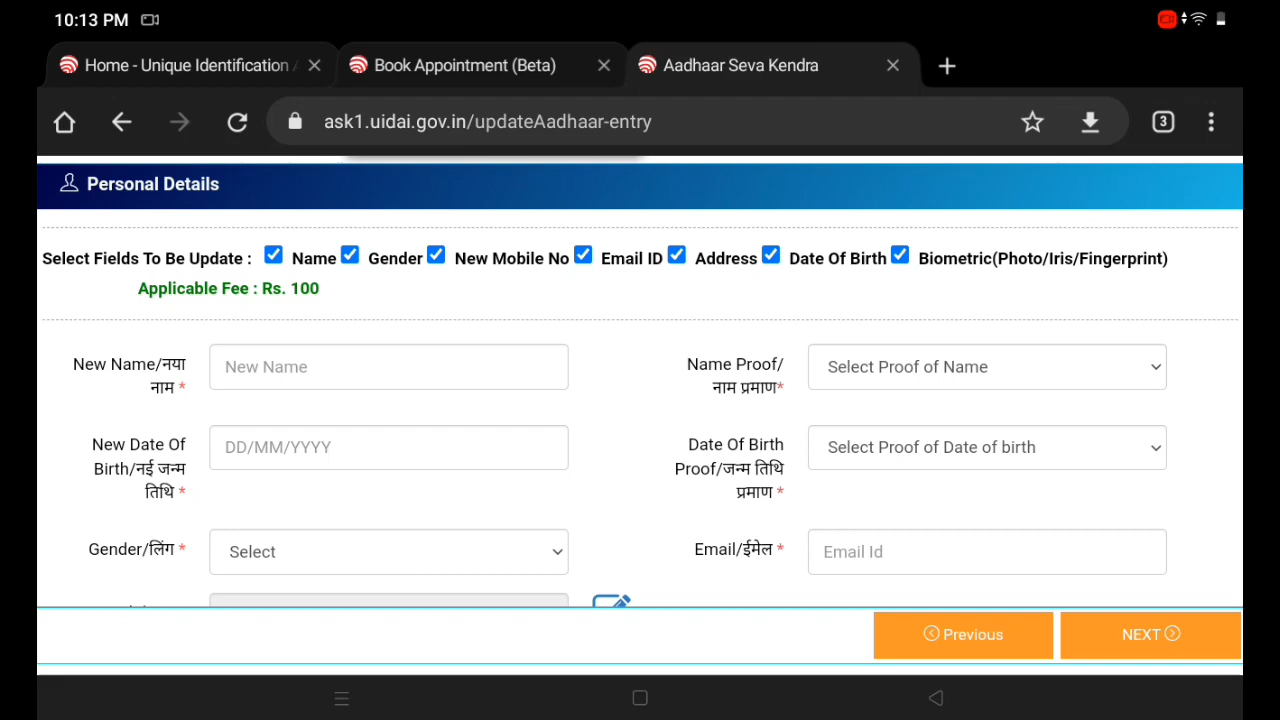 10:13 PM
Home - Unique Identification A
Book Appointment (Beta)
Aadhaar Seva Kendra
ask1.uidai.gov.in/updateAadhaar-entry
3
Personal Details
Select Fields To Be Update : Name Gender New Mobile No Email ID Address Date Of Birth Biometric(Photo/Iris/Fingerprint)
Applicable Fee : Rs. 100
New Name/नया
नाम *
New Name
Name Proof/
नाम प्रमाण*
Select Proof of Name
New Date Of
Birth/नई जन्म
तिथि *
DD/MM/YYYY
Date Of Birth
Proof/जन्म तिथि
प्रमाण *
Select Proof of Date of birth
Gender/लिंग *
Select
Email/ईमेल *
Email Id
Previous
NEXT